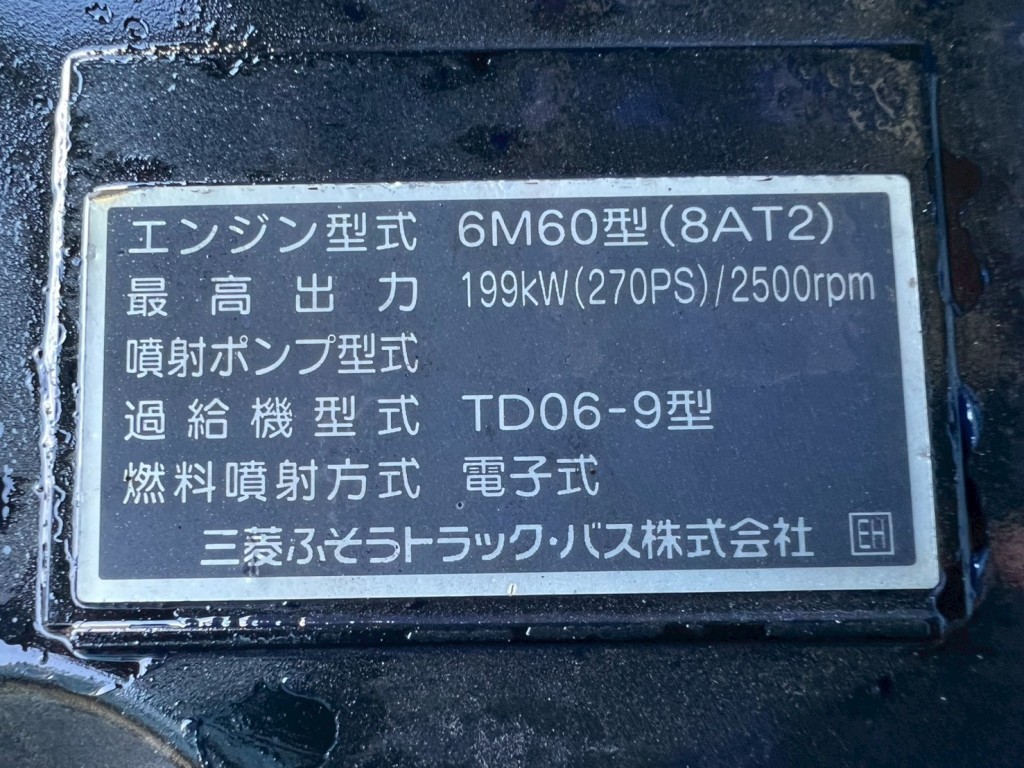 エンジン型式 6M60型(8AT2)
最高出力 199kW(270PS)/2500rpm
噴射ポンプ型式
過給機型式 TD06-9型
燃料噴射方式 電子式
三菱ふそうトラック・バス株式会社 EH